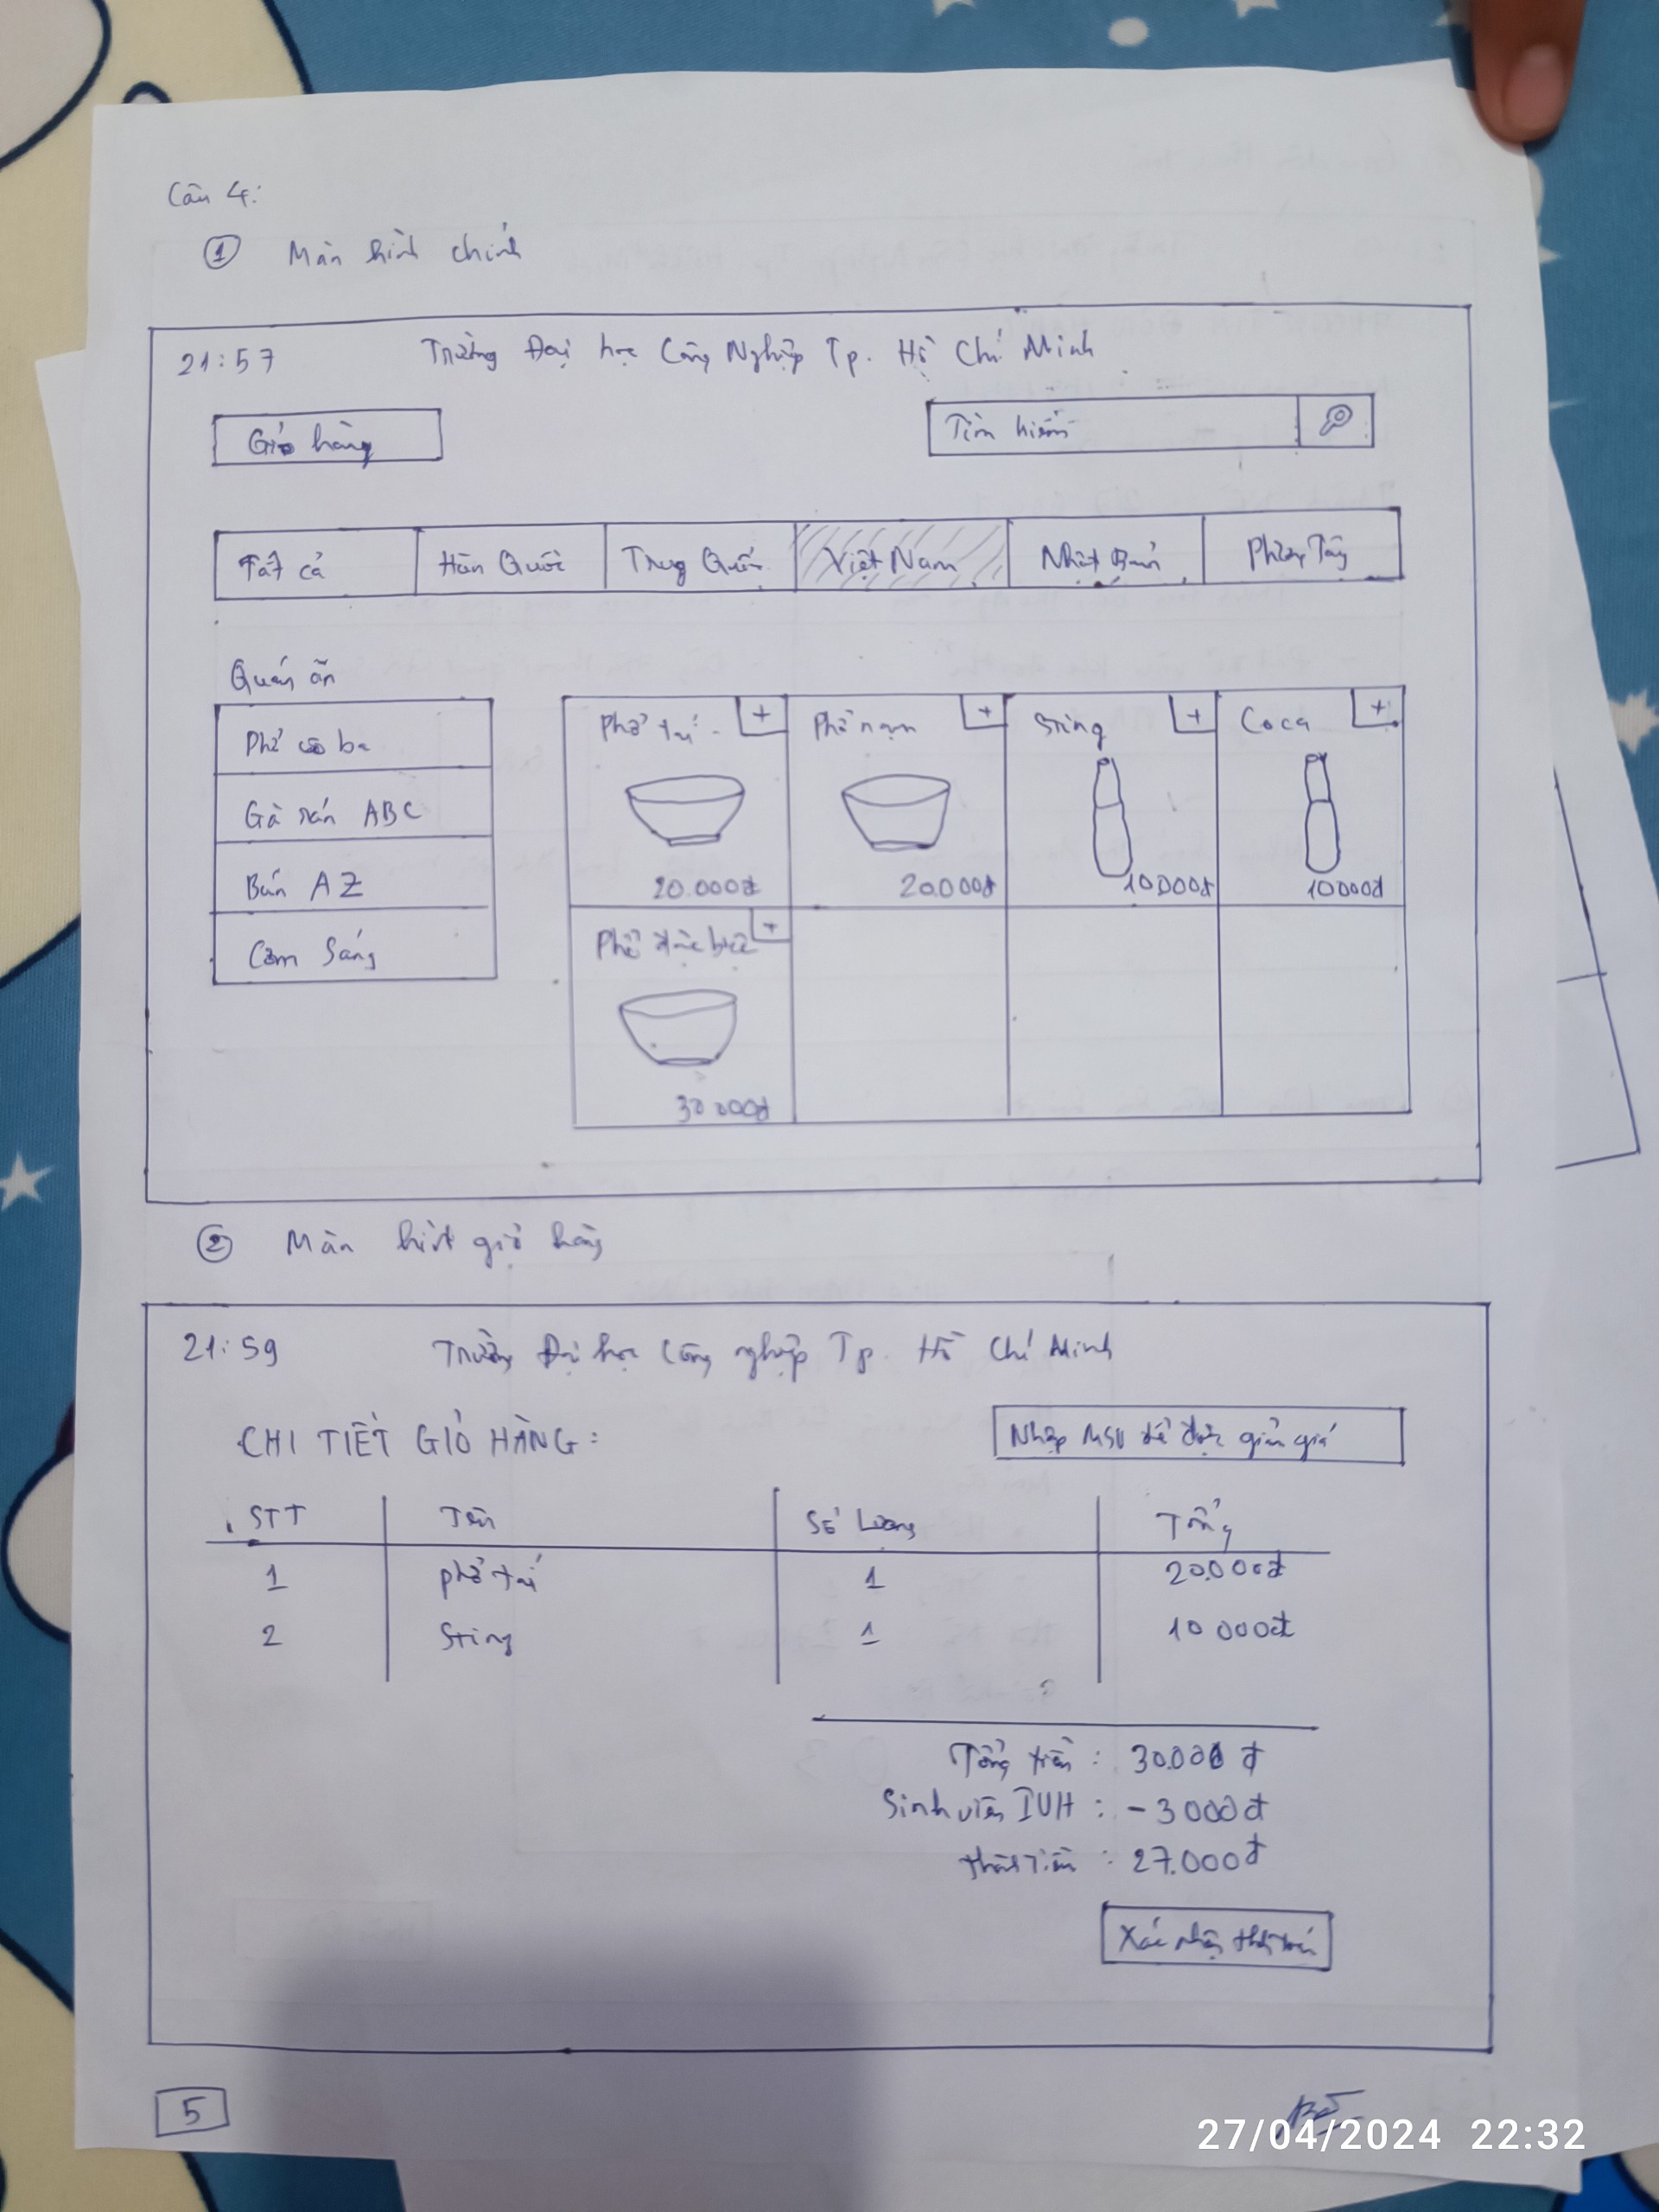 Câu 4:
① Màn hình chính
21:57 Trường Đại học Công Nghiệp Tp. Hồ Chí Minh
Giỏ hàng Tìm kiếm
Tất cả Hàn Quốc Trung Quốc Việt Nam Nhật Bản Phương Tây
Quán ăn
Phở cô ba
Gà rán ABC
Bún AZ
Cơm Sáng
Phở tái + Phở nạm + Sting + Coca +
20.000đ 20.000đ 10000đ 10000đ
Phở đặc biệt +
30.000đ
② Màn hình giỏ hàng
21:59 Trường Đại học Công nghiệp Tp. Hồ Chí Minh
CHI TIẾT GIỎ HÀNG: Nhập MSV để được giảm giá
STT Tên Số Lượng Tổng
1 phở tái 1 20.000đ
2 Sting 1 10 000đ
Tổng tiền : 30.000 đ
Sinh viên IUH : - 3 000đ
thành tiền : 27.000đ
Xác nhận thanh toán
5
27/04/2024 22:32